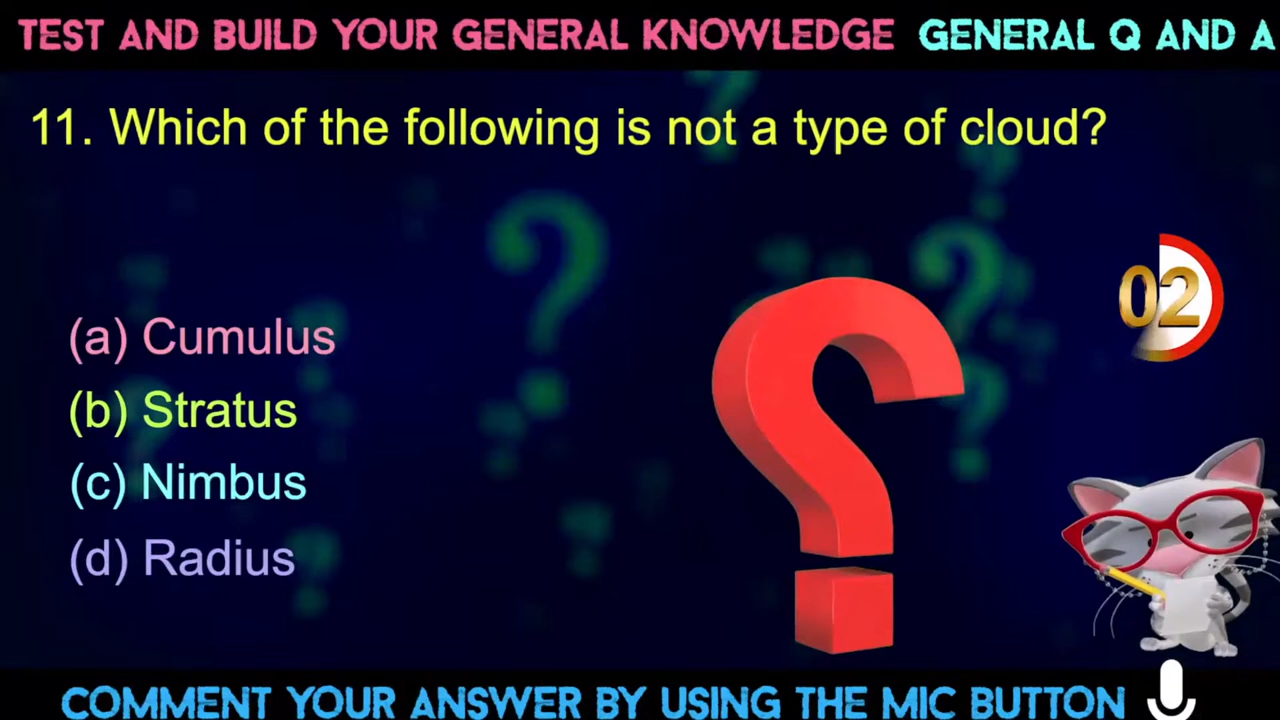 TEST AND BUILD YOUR GENERAL KNOWLEDGE GENERAL Q AND A
11. Which of the following is not a type of cloud?
02
(a) Cumulus
(b) Stratus
(c) Nimbus
(d) Radius
COMMENT YOUR ANSWER BY USING THE MIC BUTTON